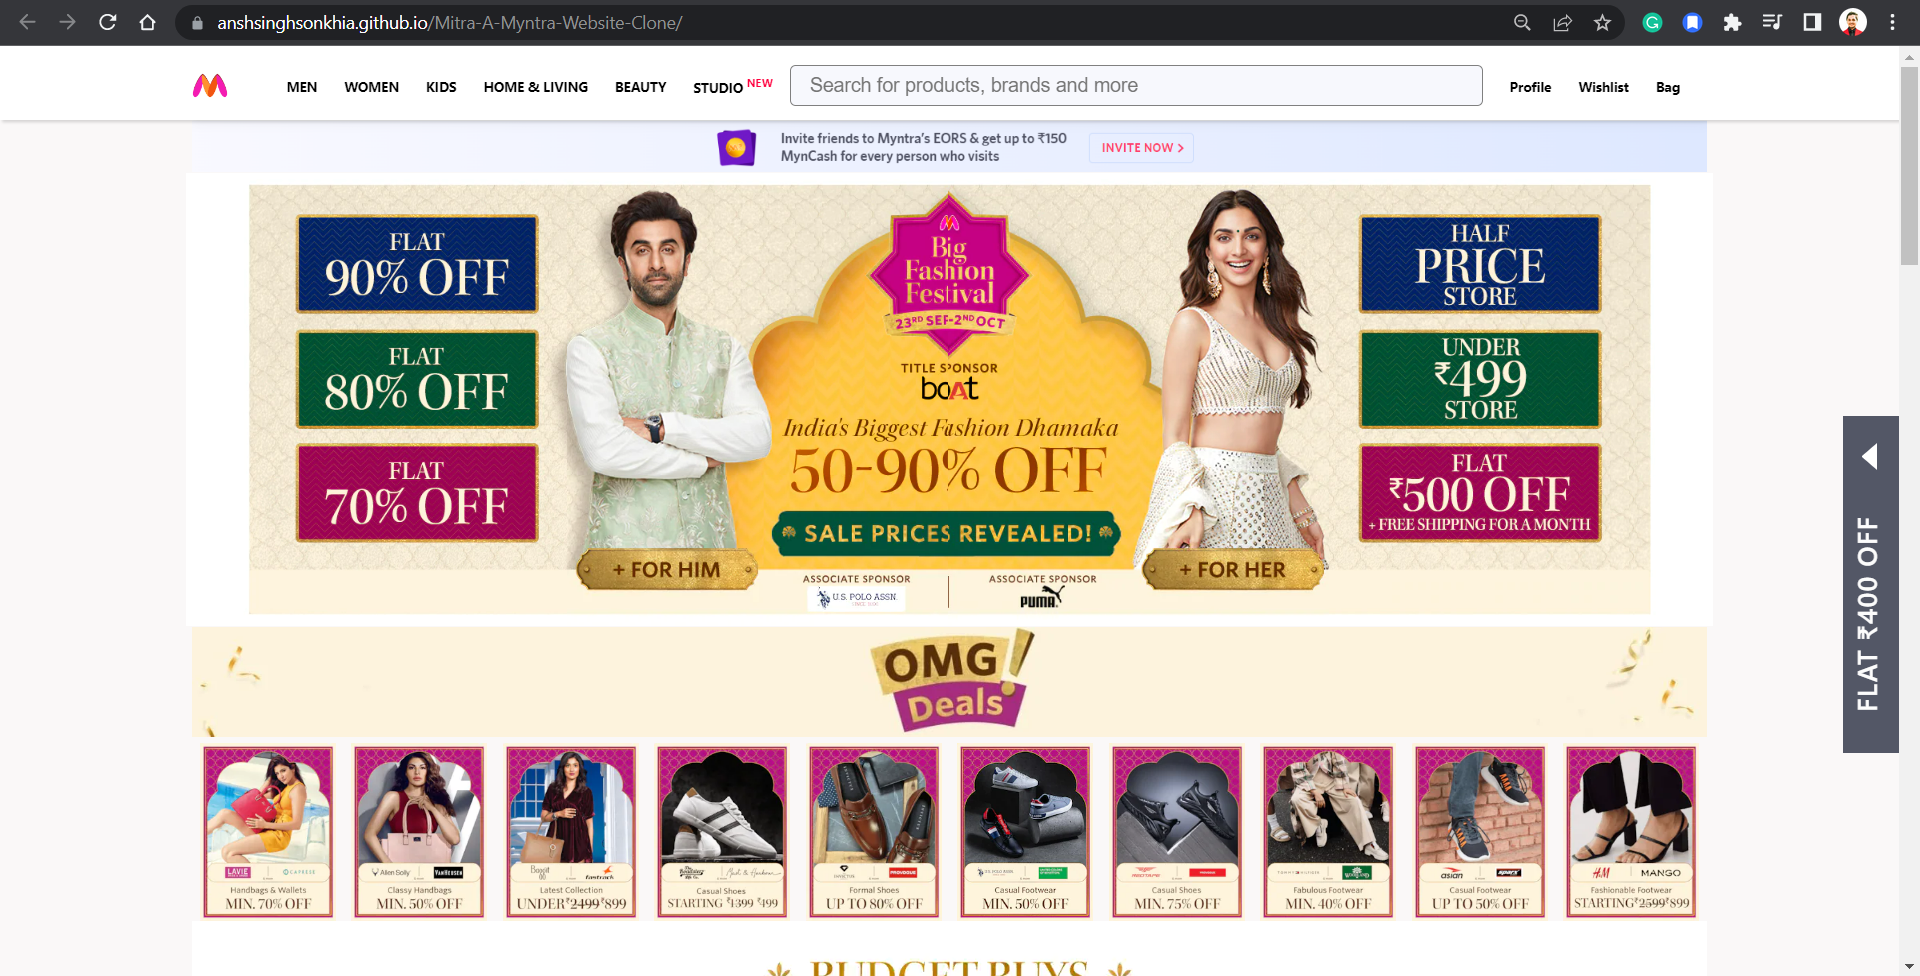 anshsinghsonkhia.github.io/Mitra-A-Myntra-Website-Clone/
MEN WOMEN KIDS HOME & LIVING BEAUTY STUDIO NEW
Search for products, brands and more
Profile Wishlist Bag
Invite friends to Myntra's EORS & get up to ₹150
MynCash for every person who visits
INVITE NOW >
FLAT
90% OFF
FLAT
80% OFF
FLAT
70% OFF
Big
Fashion
Festival
23RD SEP-2ND OCT
TITLE SPONSOR
boAt
India's Biggest Fashion Dhamaka
50-90% OFF
SALE PRICES REVEALED!
+ FOR HIM
+ FOR HER
ASSOCIATE SPONSOR
U.S. POLO ASSN.
ASSOCIATE SPONSOR
PUMA
HALF
PRICE
STORE
UNDER
₹499
STORE
FLAT
₹500 OFF
+ FREE SHIPPING FOR A MONTH
FLAT ₹400 OFF
OMG!
Deals
LAVIE CAPRESE
Handbags & Wallets
MIN. 70% OFF
Allen Solly VAN HEUSEN
Classy Handbags
MIN. 50% OFF
Baggit fastrack
Latest Collection
UNDER ₹2499 ₹899
Casual Shoes
STARTING ₹1399 ₹499
PROVOGUE
Formal Shoes
UP TO 80% OFF
U.S. POLO ASSN.
Casual Footwear
MIN. 50% OFF
Casual Shoes
MIN. 75% OFF
TOMMY HILFIGER WOODLAND
Fabulous Footwear
MIN. 40% OFF
asian sparx
Casual Footwear
UP TO 50% OFF
H&M MANGO
Fashionable Footwear
STARTING ₹2599 ₹899
BUDGET BUYS